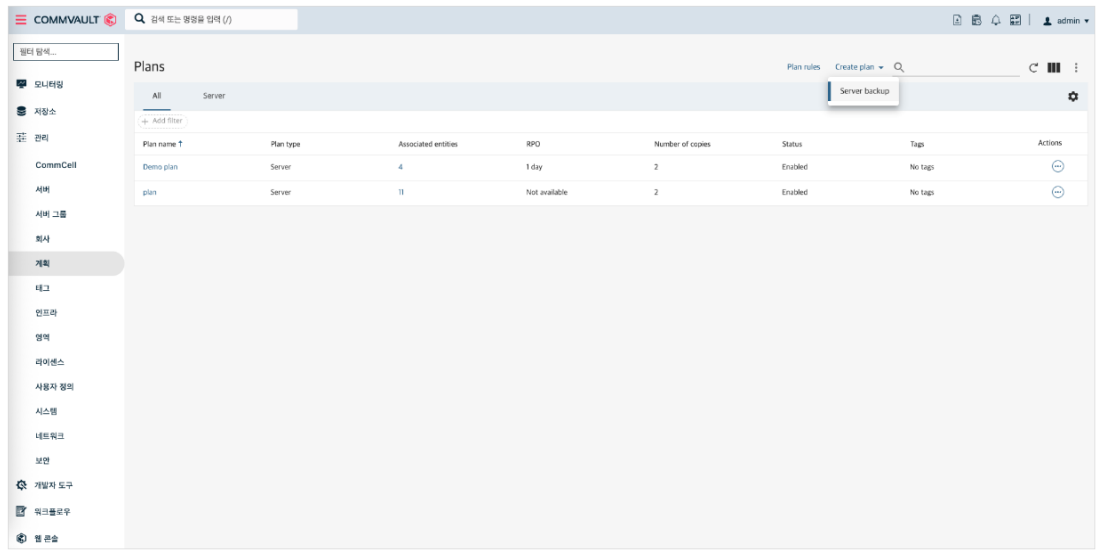 COMMVAULT
검색 또는 명령을 입력 (/)
admin
필터 탐색...
모니터링
저장소
관리
CommCell
서버
서버 그룹
회사
계획
태그
인프라
영역
라이센스
사용자 정의
시스템
네트워크
보안
개발자 도구
워크플로우
웹 콘솔
Plans
Plan rules Create plan
Server backup
All Server
+ Add filter
Plan name ↑ Plan type Associated entities RPO Number of copies Status Tags Actions
Demo plan Server 4 1 day 2 Enabled No tags
plan Server 11 Not available 2 Enabled No tags